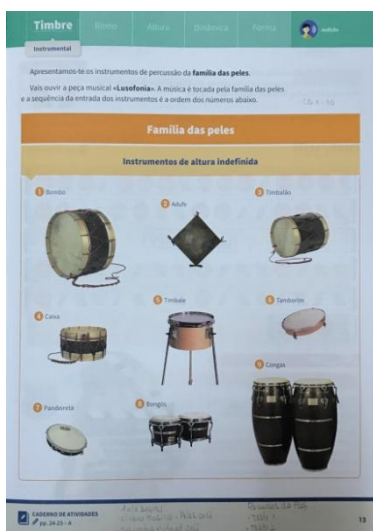 Timbre
Ritmo
Altura
Dinâmica
Forma
Instrumental
Apresentamos-te os instrumentos de percussão da família das peles.
Vais ouvir a peça musical «Lusofonia». A música é tocada pela família das peles
e a sequência da entrada dos instrumentos é a ordem dos números abaixo.
Família das peles
Instrumentos de altura indefinida
1 Bombo
2 Adufe
3 Timbalão
4 Caixa
5 Timbale
6 Tamborim
7 Pandeireta
8 Bongós
9 Congas
CADERNO DE ATIVIDADES
pp. 24-25 – A
13